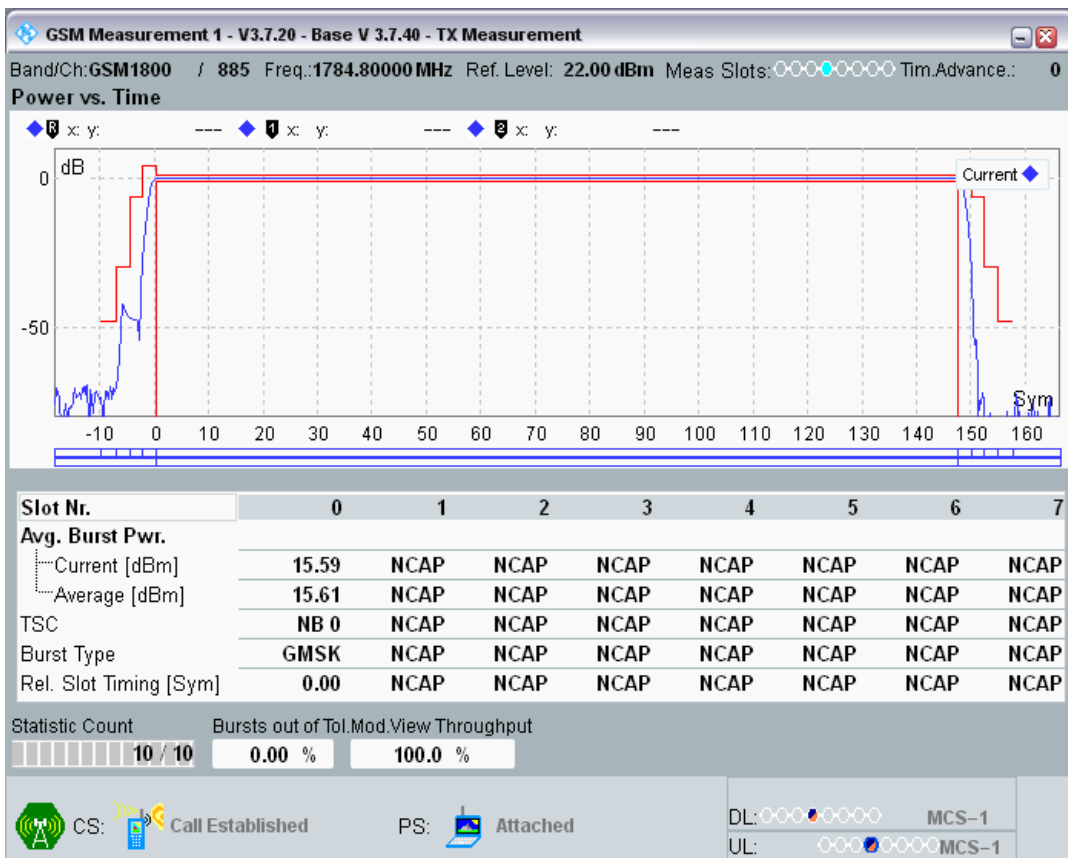 GSM Measurement 1 - V3.7.20 - Base V 3.7.40 - TX Measurement
Band/Ch:GSM1800 / 885 Freq.:1784.80000 MHz Ref. Level: 22.00 dBm Meas Slots: Tim.Advance.: 0
Power vs. Time
R x: y: --- 1 x: y: --- 2 x: y: ---
dB
Current
0
-50
Sym
-10 0 10 20 30 40 50 60 70 80 90 100 110 120 130 140 150 160
Slot Nr. 0 1 2 3 4 5 6 7
Avg. Burst Pwr.
Current [dBm] 15.59 NCAP NCAP NCAP NCAP NCAP NCAP NCAP
Average [dBm] 15.61 NCAP NCAP NCAP NCAP NCAP NCAP NCAP
TSC NB 0 NCAP NCAP NCAP NCAP NCAP NCAP NCAP
Burst Type GMSK NCAP NCAP NCAP NCAP NCAP NCAP NCAP
Rel. Slot Timing [Sym] 0.00 NCAP NCAP NCAP NCAP NCAP NCAP NCAP
Statistic Count Bursts out of Tol. Mod.View Throughput
10 / 10 0.00 % 100.0 %
CS: Call Established PS: Attached DL: MCS-1
UL: MCS-1